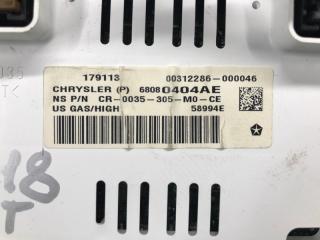 179113 00312286-000046
CHRYSLER (P) 68080404AE
NS P/N CR-0035-305-M0-CE
US GAS/HIGH 58994E
18
T